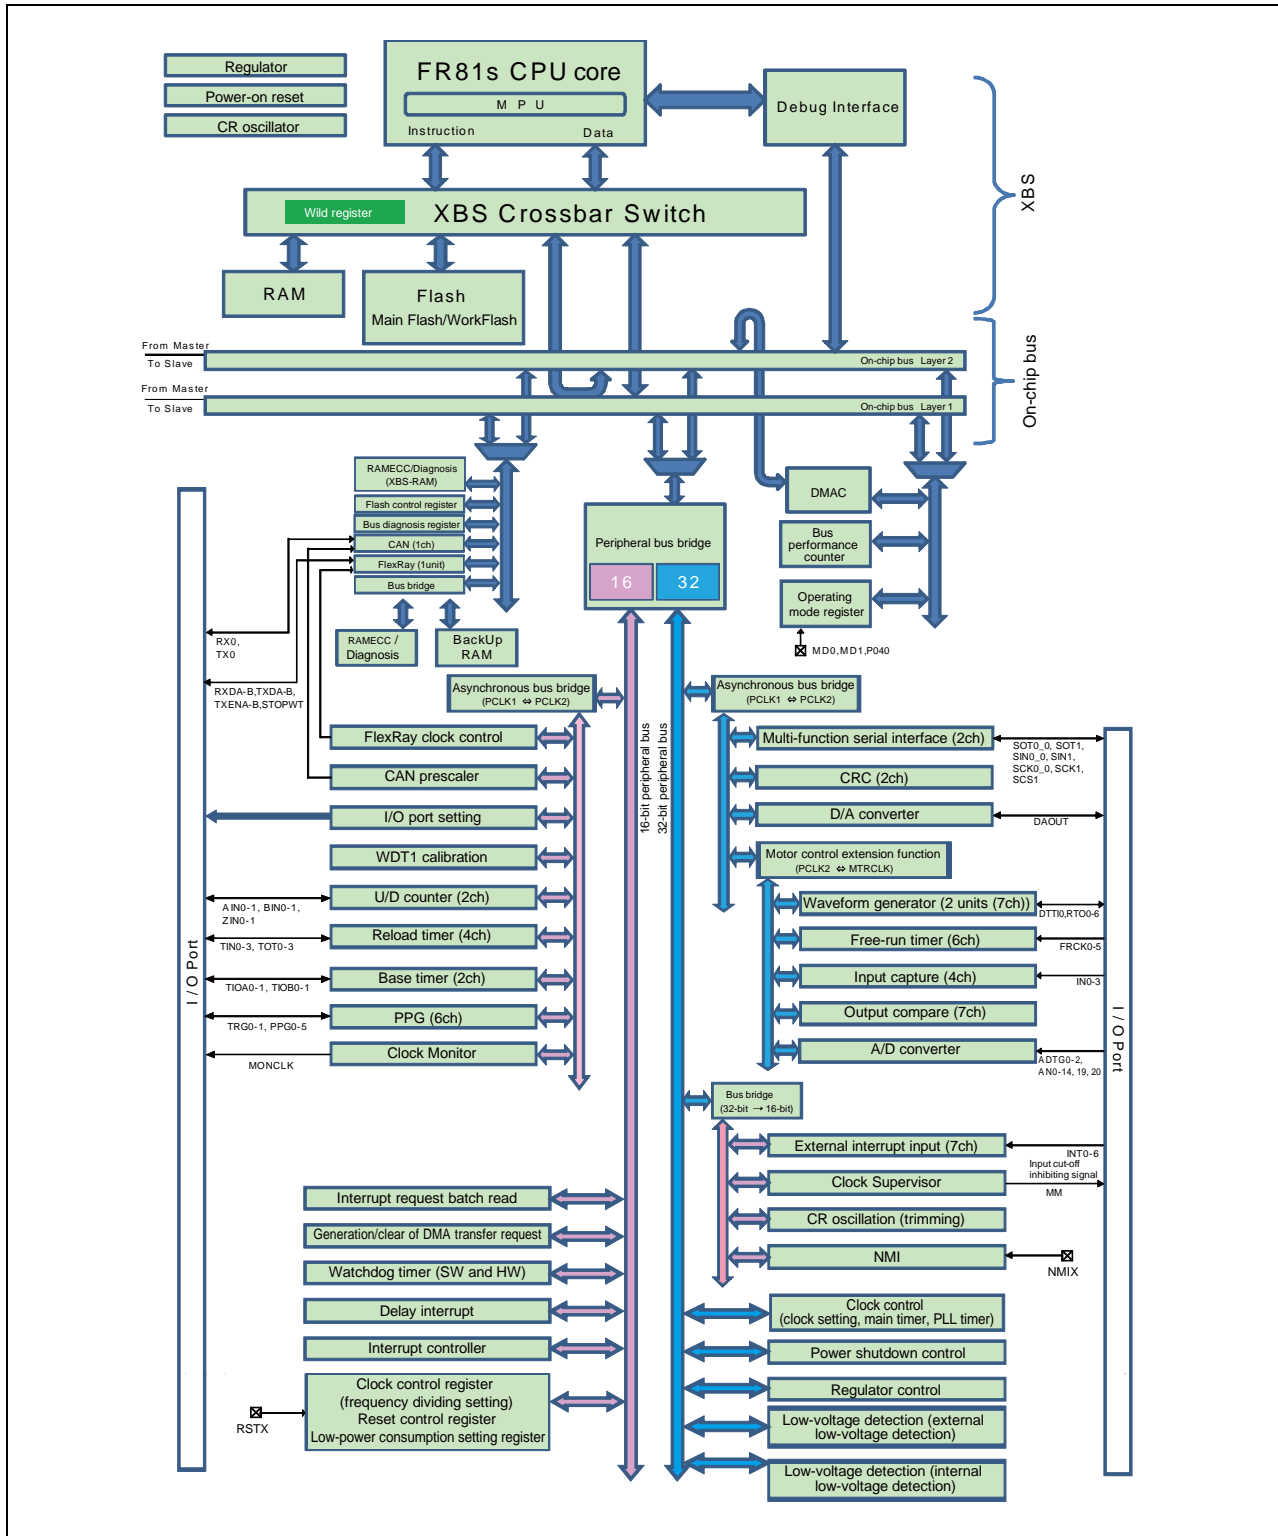 Regulator
Power-on reset
CR oscillator
FR81s CPU core
M P U
Instruction
Data
Debug Interface
XBS
Wild register
XBS Crossbar Switch
RAM
Flash
Main Flash/WorkFlash
From Master
To Slave
On-chip bus Layer 2
From Master
To Slave
On-chip bus Layer 1
On-chip bus
RAMECC/Diagnosis
(XBS-RAM)
Flash control register
Bus diagnosis register
CAN (1ch)
FlexRay (1unit)
Bus bridge
RAMECC /
Diagnosis
BackUp
RAM
Peripheral bus bridge
16
32
DMAC
Bus
performance
counter
Operating
mode register
MD0,MD1,P040
I / O Port
RX0,
TX0
RXDA-B,TXDA-B,
TXENA-B,STOPWT
Asynchronous bus bridge
(PCLK1 ⇔ PCLK2)
Asynchronous bus bridge
(PCLK1 ⇔ PCLK2)
16-bit peripheral bus
32-bit peripheral bus
FlexRay clock control
CAN prescaler
I/O port setting
WDT1 calibration
U/D counter (2ch)
AIN0-1, BIN0-1,
ZIN0-1
Reload timer (4ch)
TIN0-3, TOT0-3
Base timer (2ch)
TIOA0-1, TIOB0-1
PPG (6ch)
TRG0-1, PPG0-5
Clock Monitor
MONCLK
Multi-function serial interface (2ch)
SOT0_0, SOT1,
SIN0_0, SIN1,
SCK0_0, SCK1,
SCS1
CRC (2ch)
D/A converter
DAOUT
Motor control extension function
(PCLK2 ⇔ MTRCLK)
Waveform generator (2 units (7ch))
DTTI0,RTO0-6
Free-run timer (6ch)
FRCK0-5
Input capture (4ch)
IN0-3
Output compare (7ch)
A/D converter
ADTG0-2,
AN0-14, 19, 20
I / O Port
Bus bridge
(32-bit → 16-bit)
External interrupt input (7ch)
INT0-6
Input cut-off
inhibiting signal
Clock Supervisor
MM
CR oscillation (trimming)
NMI
NMIX
Interrupt request batch read
Generation/clear of DMA transfer request
Watchdog timer (SW and HW)
Delay interrupt
Interrupt controller
Clock control register
(frequency dividing setting)
Reset control register
Low-power consumption setting register
RSTX
Clock control
(clock setting, main timer, PLL timer)
Power shutdown control
Regulator control
Low-voltage detection (external
low-voltage detection)
Low-voltage detection (internal
low-voltage detection)